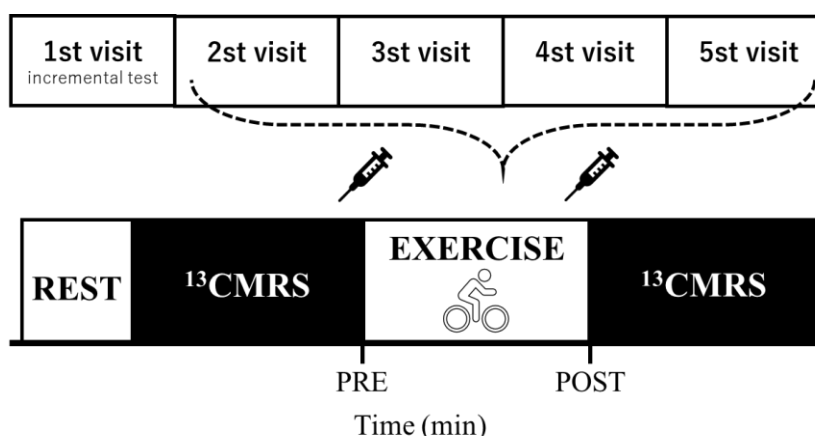 1st visit 2st visit 3st visit 4st visit 5st visit
incremental test
REST ¹³CMRS EXERCISE ¹³CMRS
PRE POST
Time (min)